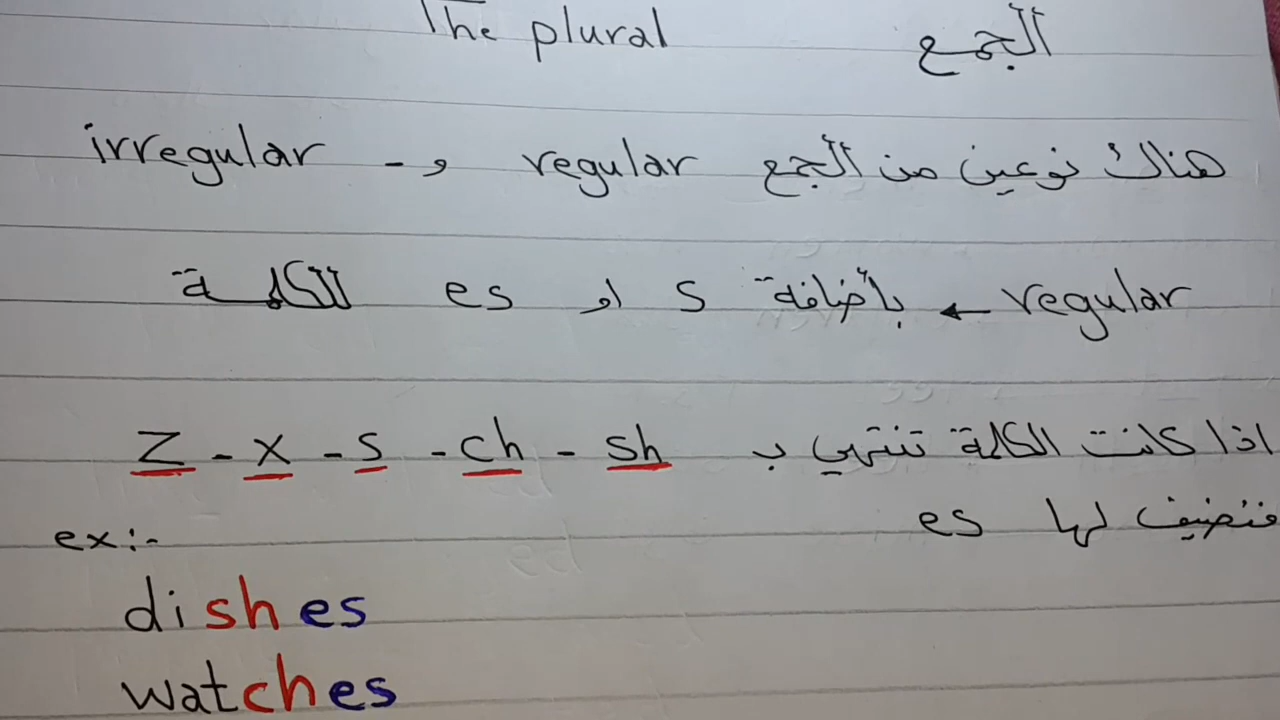 The plural الجمع
هناك نوعين من الجمع regular و - irregular
regular ← بأضافة s او es للكلمة
اذا كانت الكلمة تنتهي ب sh - ch - s - x - z
فنضيف لها es
ex:-
dishes
watches